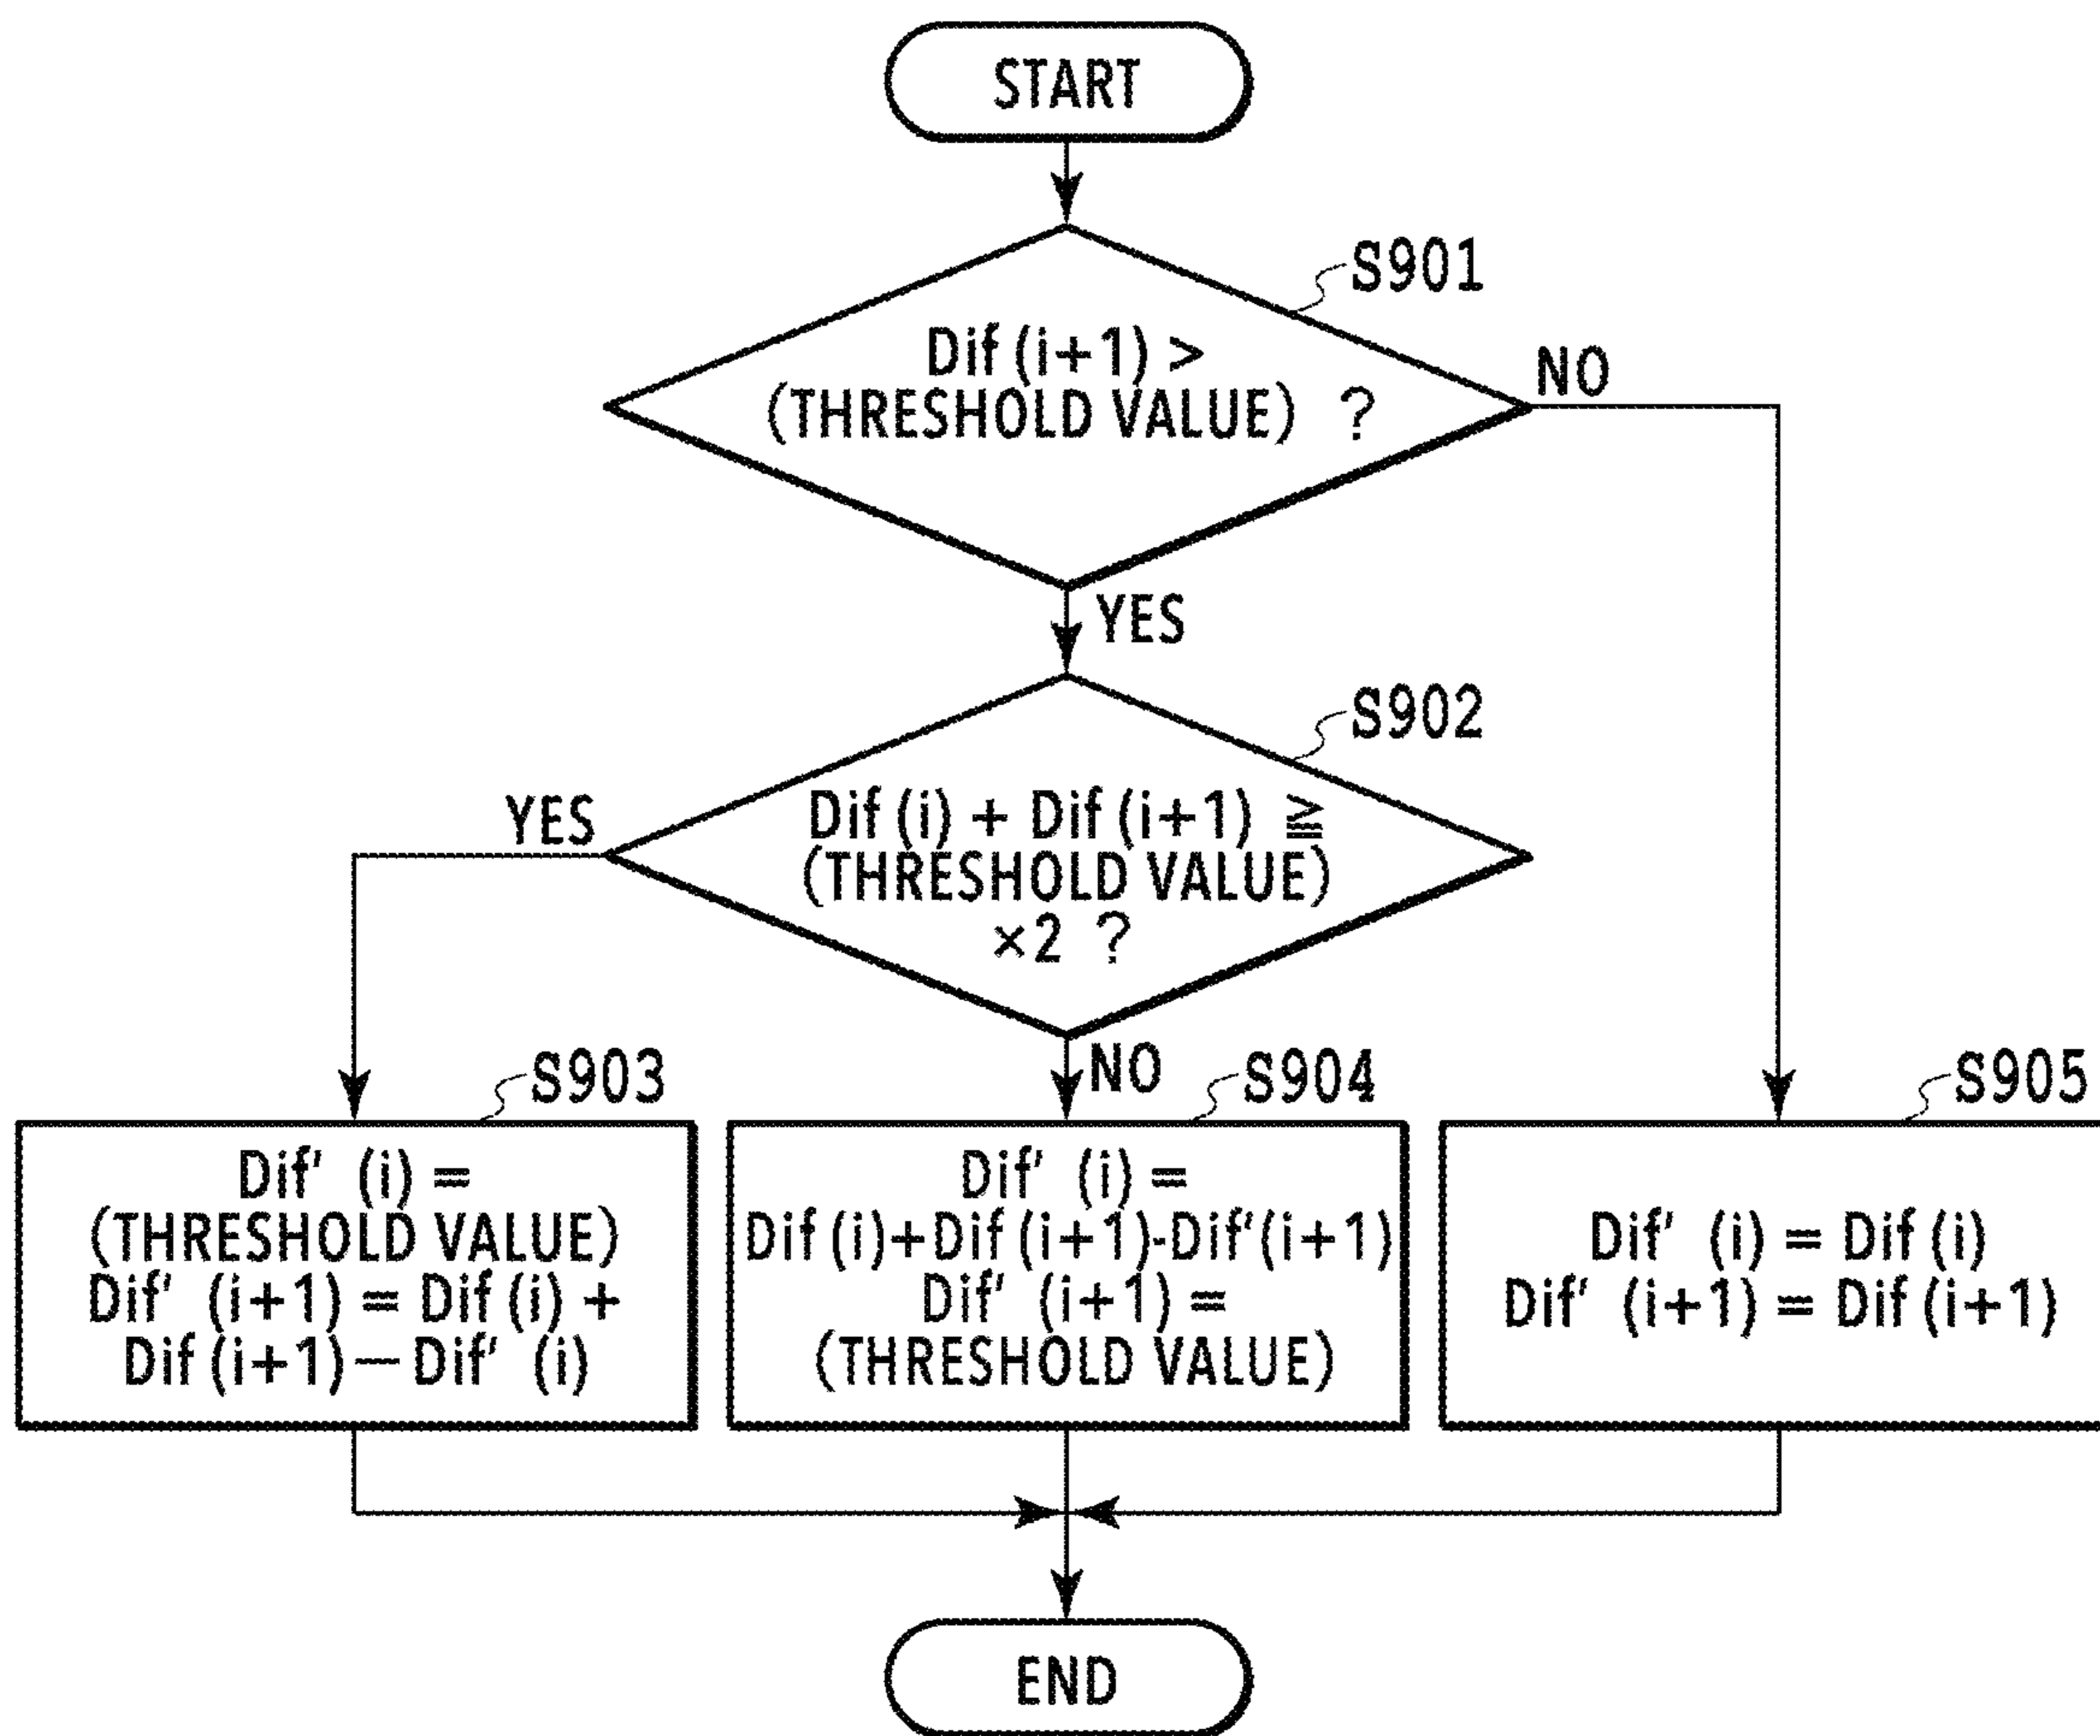 START
S901
Dif (i+1) >
(THRESHOLD VALUE) ?
NO
YES
S902
Dif (i) + Dif (i+1) ≧
(THRESHOLD VALUE)
×2 ?
YES
NO
S903
Dif' (i) =
(THRESHOLD VALUE)
Dif' (i+1) = Dif (i) +
Dif (i+1) — Dif' (i)
S904
Dif' (i) =
Dif (i)+Dif (i+1)-Dif'(i+1)
Dif' (i+1) =
(THRESHOLD VALUE)
S905
Dif' (i) = Dif (i)
Dif' (i+1) = Dif (i+1)
END